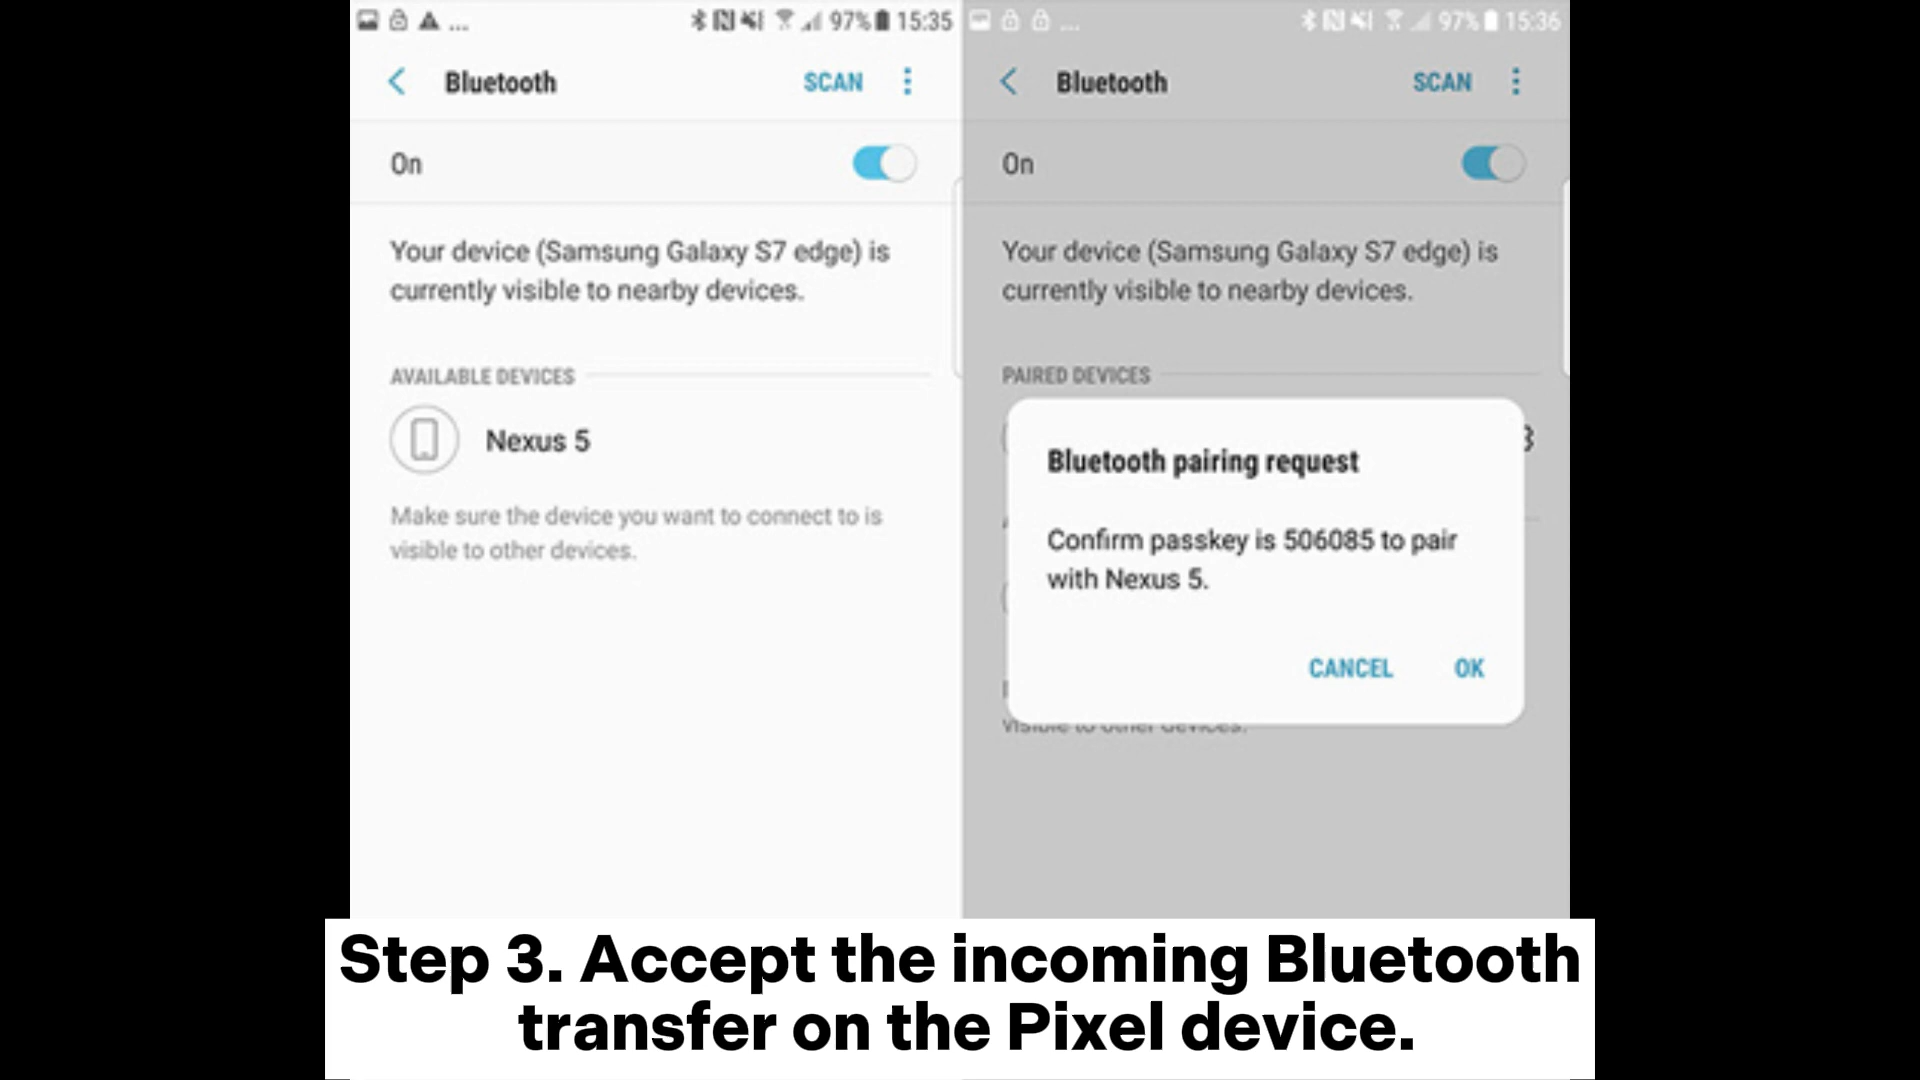 ... 97% 15:35
Bluetooth SCAN
On
Your device (Samsung Galaxy S7 edge) is
currently visible to nearby devices.
AVAILABLE DEVICES
Nexus 5
Make sure the device you want to connect to is
visible to other devices.
... 97% 15:36
Bluetooth SCAN
On
Your device (Samsung Galaxy S7 edge) is
currently visible to nearby devices.
PAIRED DEVICES
Bluetooth pairing request
Confirm passkey is 506085 to pair
with Nexus 5.
CANCEL OK
visible to other devices.
Step 3. Accept the incoming Bluetooth
transfer on the Pixel device.